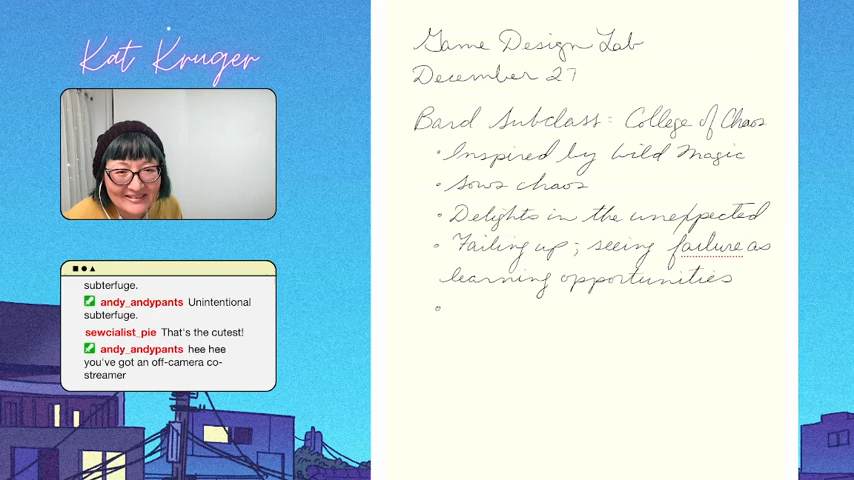 Kat Kruger
subterfuge.
andy_andypants Unintentional
subterfuge.
sewcialist_pie That's the cutest!
andy_andypants hee hee
you've got an off-camera co-
streamer
Game Design Lab
December 27
Bard Subclass: College of Chaos
• Inspired by Wild Magic
• Sows chaos
• Delights in the unexpected
• Failing up; seeing failure as
learning opportunities
•